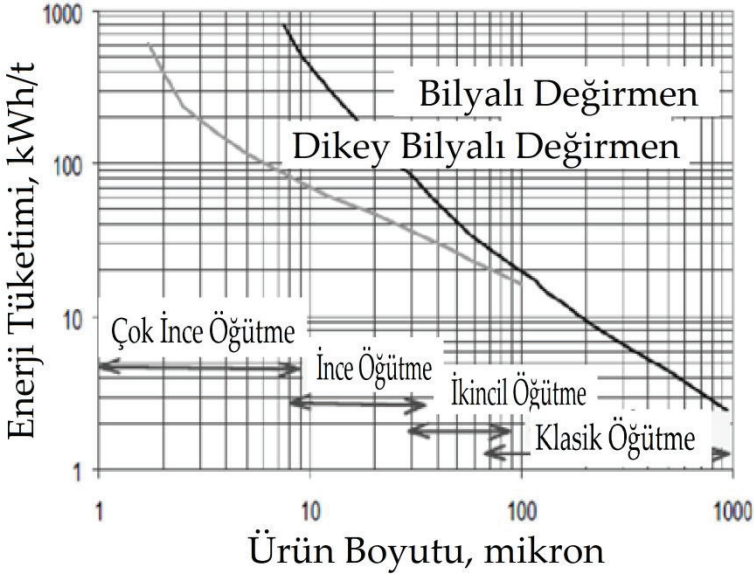 1000
100
10
1
Enerji Tüketimi, kWh/t
Bilyalı Değirmen
Dikey Bilyalı Değirmen
Çok İnce Öğütme
İnce Öğütme
İkincil Öğütme
Klasik Öğütme
1
10
100
1000
Ürün Boyutu, mikron